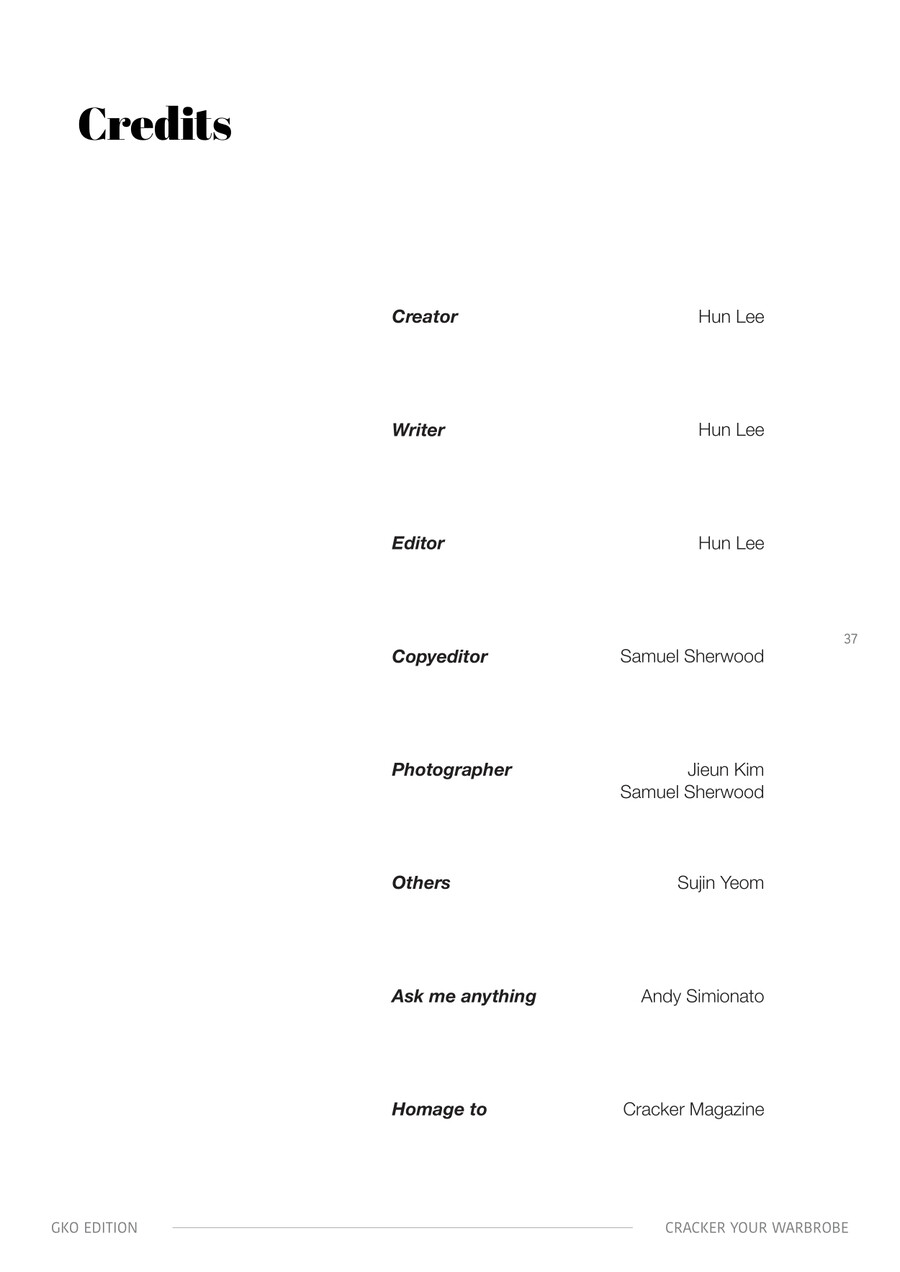 Credits
Creator Hun Lee
Writer Hun Lee
Editor Hun Lee
37
Copyeditor Samuel Sherwood
Photographer Jieun Kim
Samuel Sherwood
Others Sujin Yeom
Ask me anything Andy Simionato
Homage to Cracker Magazine
GKO EDITION CRACKER YOUR WARBROBE